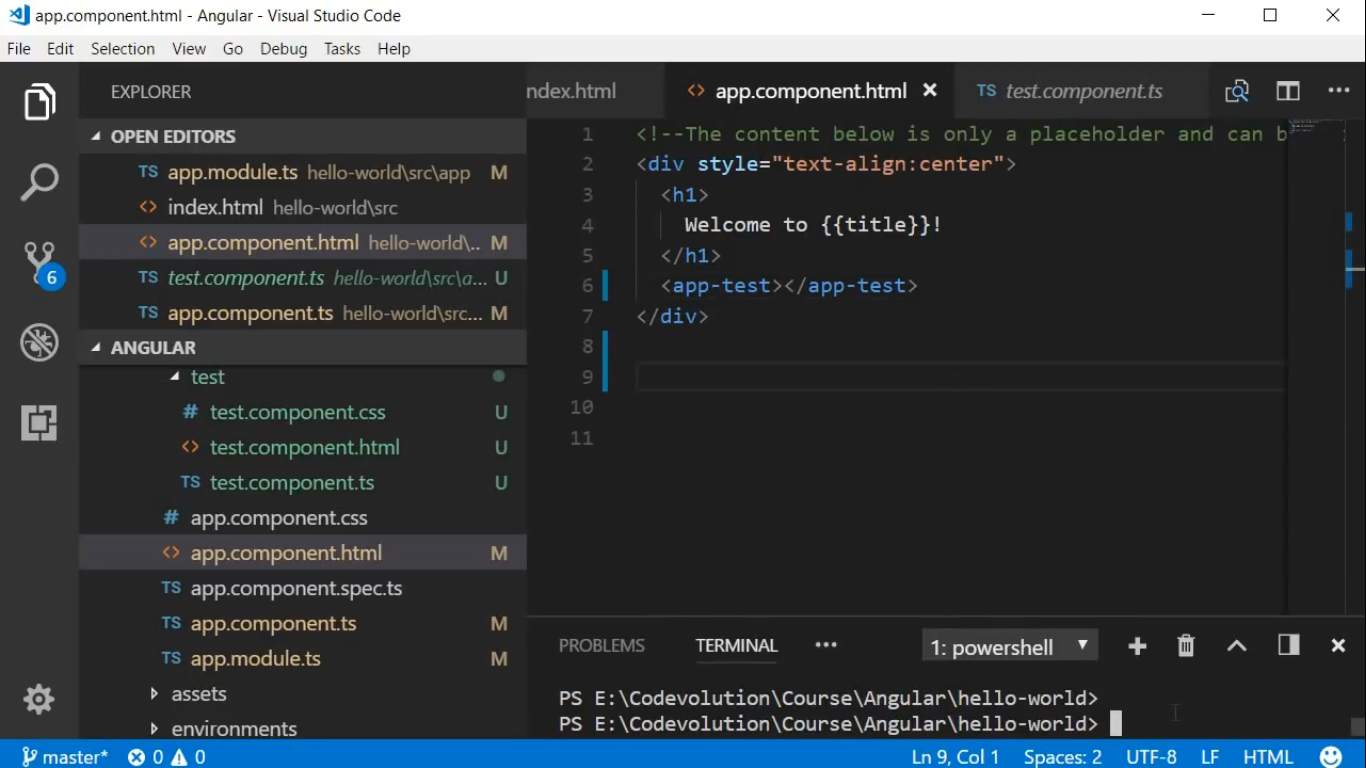 app.component.html - Angular - Visual Studio Code
File Edit Selection View Go Debug Tasks Help
EXPLORER
OPEN EDITORS
TS app.module.ts hello-world\src\app M
<> index.html hello-world\src
<> app.component.html hello-world\.. M
TS test.component.ts hello-world\src\a... U
TS app.component.ts hello-world\src... M
6
ANGULAR
test
# test.component.css U
<> test.component.html U
TS test.component.ts U
# app.component.css
<> app.component.html M
TS app.component.spec.ts
TS app.component.ts M
TS app.module.ts M
assets
environments
ndex.html <> app.component.html × TS test.component.ts ...
1 <!--The content below is only a placeholder and can b
2 <div style="text-align:center">
3 <h1>
4 Welcome to {{title}}!
5 </h1>
6 <app-test></app-test>
7 </div>
8
9
10
11
PROBLEMS TERMINAL ... 1: powershell
PS E:\Codevolution\Course\Angular\hello-world>
PS E:\Codevolution\Course\Angular\hello-world>
master* 0 0 Ln 9, Col 1 Spaces: 2 UTF-8 LF HTML